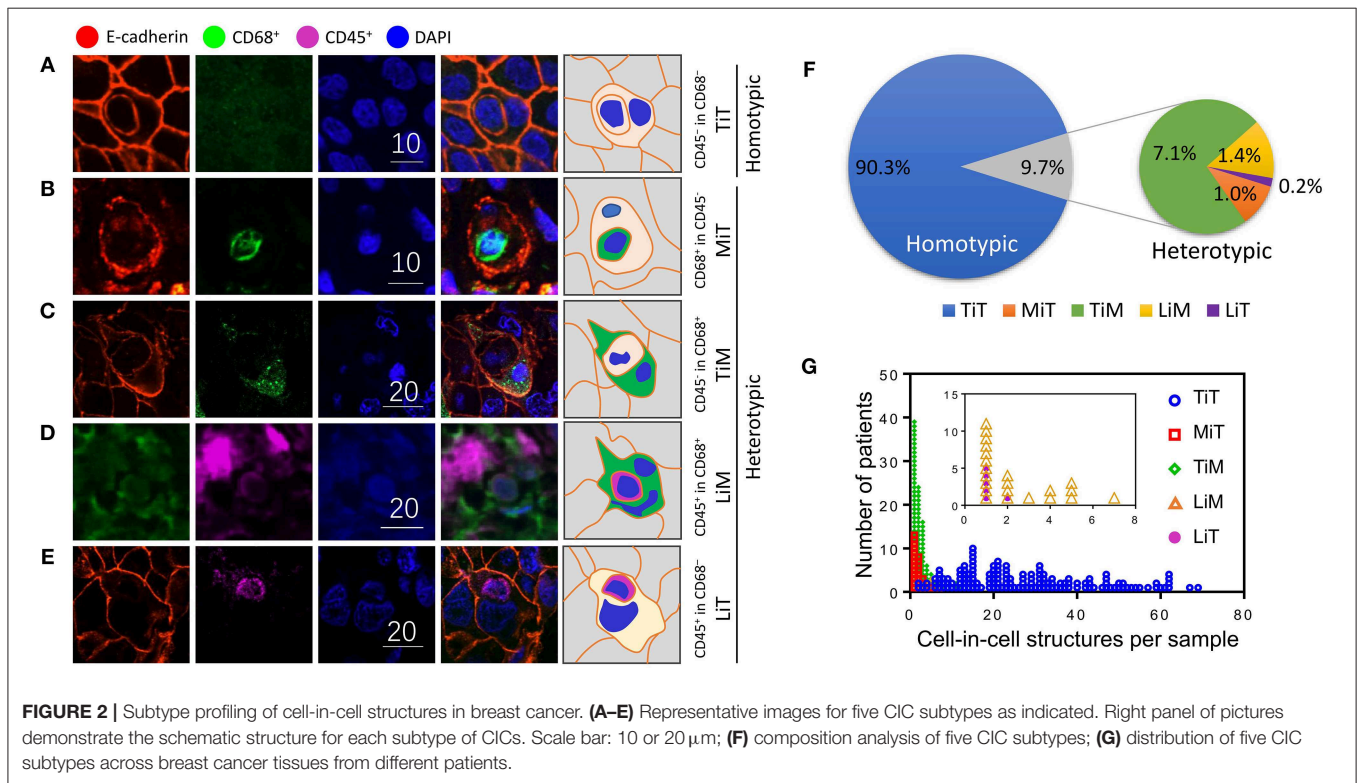 E-cadherin CD68⁺ CD45⁺ DAPI
A
10
CD45⁻ in CD68⁻
TiT
Homotypic
B
10
CD68⁺ in CD45⁻
MiT
C
20
CD45⁻ in CD68⁺
TiM
D
20
CD45⁺ in CD68⁺
LiM
E
20
CD45⁺ in CD68⁻
LiT
Heterotypic
F
90.3%
9.7%
Homotypic
7.1%
1.4%
1.0%
0.2%
Heterotypic
TiT MiT TiM LiM LiT
G
Number of patients
50
40
30
20
10
0
0 20 40 60 80
Cell-in-cell structures per sample
15
10
5
0
0 2 4 6 8
TiT
MiT
TiM
LiM
LiT
FIGURE 2 | Subtype profiling of cell-in-cell structures in breast cancer. (A–E) Representative images for five CIC subtypes as indicated. Right panel of pictures
demonstrate the schematic structure for each subtype of CICs. Scale bar: 10 or 20 μm; (F) composition analysis of five CIC subtypes; (G) distribution of five CIC
subtypes across breast cancer tissues from different patients.